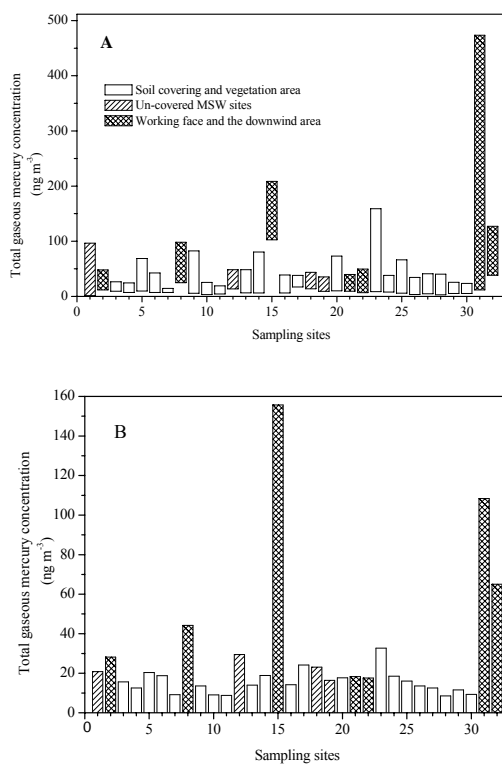 500
400
300
200
100
0
Total gaseous mercury concentration
(ng m⁻³)
A
Soil covering and vegetation area
Un-covered MSW sites
Working face and the downwind area
0 5 10 15 20 25 30
Sampling sites
160
140
120
100
80
60
40
20
0
Total gaseous mercury concentration
(ng m⁻³)
B
0 5 10 15 20 25 30
Sampling sites